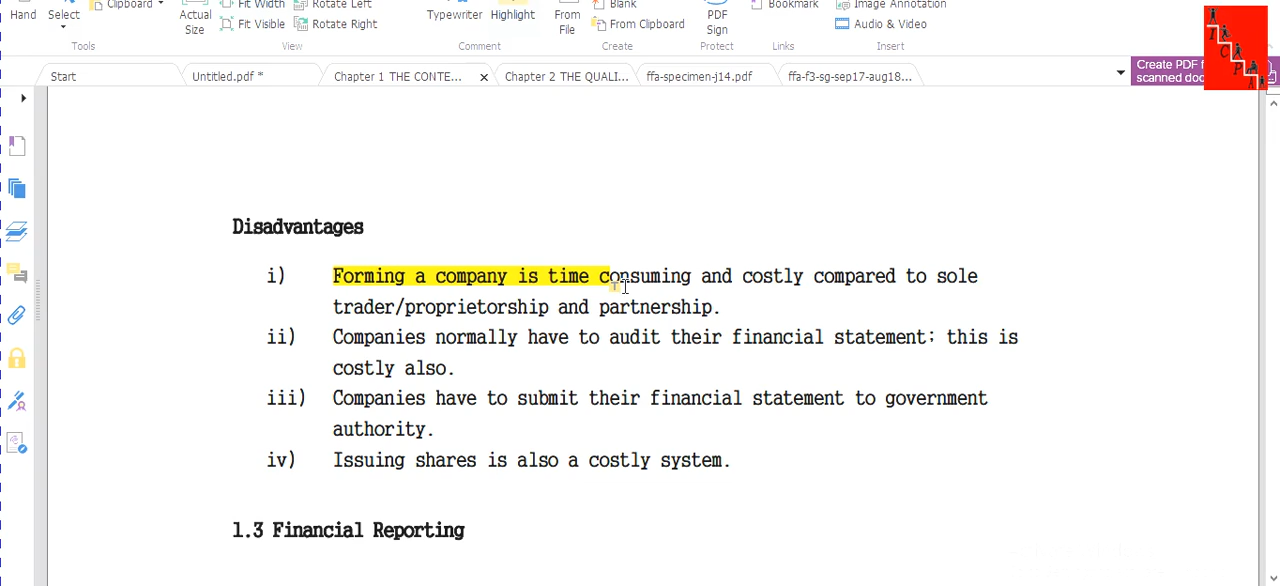 Hand
Select
Clipboard
Actual
Size
Fit Width
Fit Visible
Rotate Left
Rotate Right
Typewriter
Highlight
From
File
Blank
From Clipboard
PDF
Sign
Bookmark
Image Annotation
Audio & Video
Tools
View
Comment
Create
Protect
Links
Insert
Start
Untitled.pdf *
Chapter 1 THE CONTE...
Chapter 2 THE QUALI...
ffa-specimen-j14.pdf
ffa-f3-sg-sep17-aug18...
Create PDF
scanned
I
C
P
A
Disadvantages
i) Forming a company is time consuming and costly compared to sole
trader/proprietorship and partnership.
ii) Companies normally have to audit their financial statement; this is
costly also.
iii) Companies have to submit their financial statement to government
authority.
iv) Issuing shares is also a costly system.
1.3 Financial Reporting